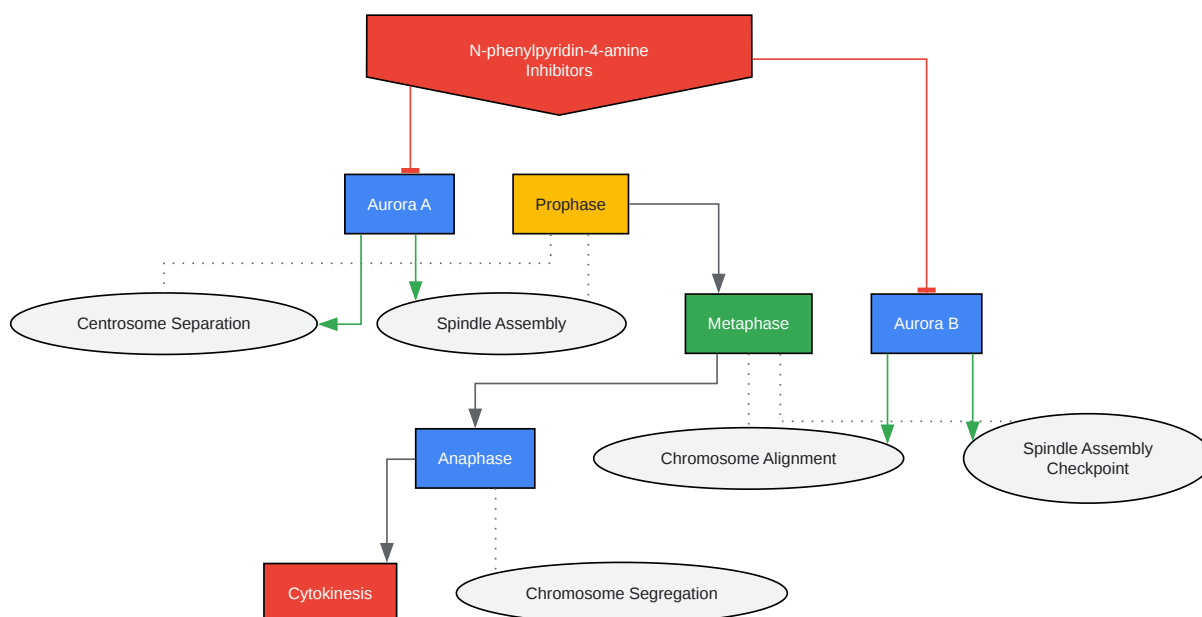 N-phenylpyridin-4-amine
Inhibitors
Aurora A
Prophase
Centrosome Separation
Spindle Assembly
Metaphase
Aurora B
Anaphase
Chromosome Alignment
Spindle Assembly
Checkpoint
Cytokinesis
Chromosome Segregation